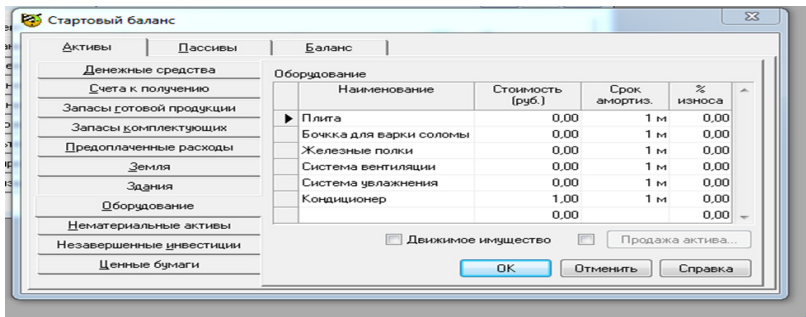 Стартовый баланс
Активы Пассивы Баланс
Денежные средства
Счета к получению
Запасы готовой продукции
Запасы комплектующих
Предоплаченные расходы
Земля
Здания
Оборудование
Нематериальные активы
Незавершенные инвестиции
Ценные бумаги
Оборудование
Наименование Стоимость (руб.) Срок амортиз. % износа
Плита 0,00 1 м 0,00
Бочкка для варки соломы 0,00 1 м 0,00
Железные полки 0,00 1 м 0,00
Система вентиляции 0,00 1 м 0,00
Система увлажнения 0,00 1 м 0,00
Кондиционер 1,00 1 м 0,00
0,00 0,00
Движимое имущество Продажа актива...
OK Отменить Справка